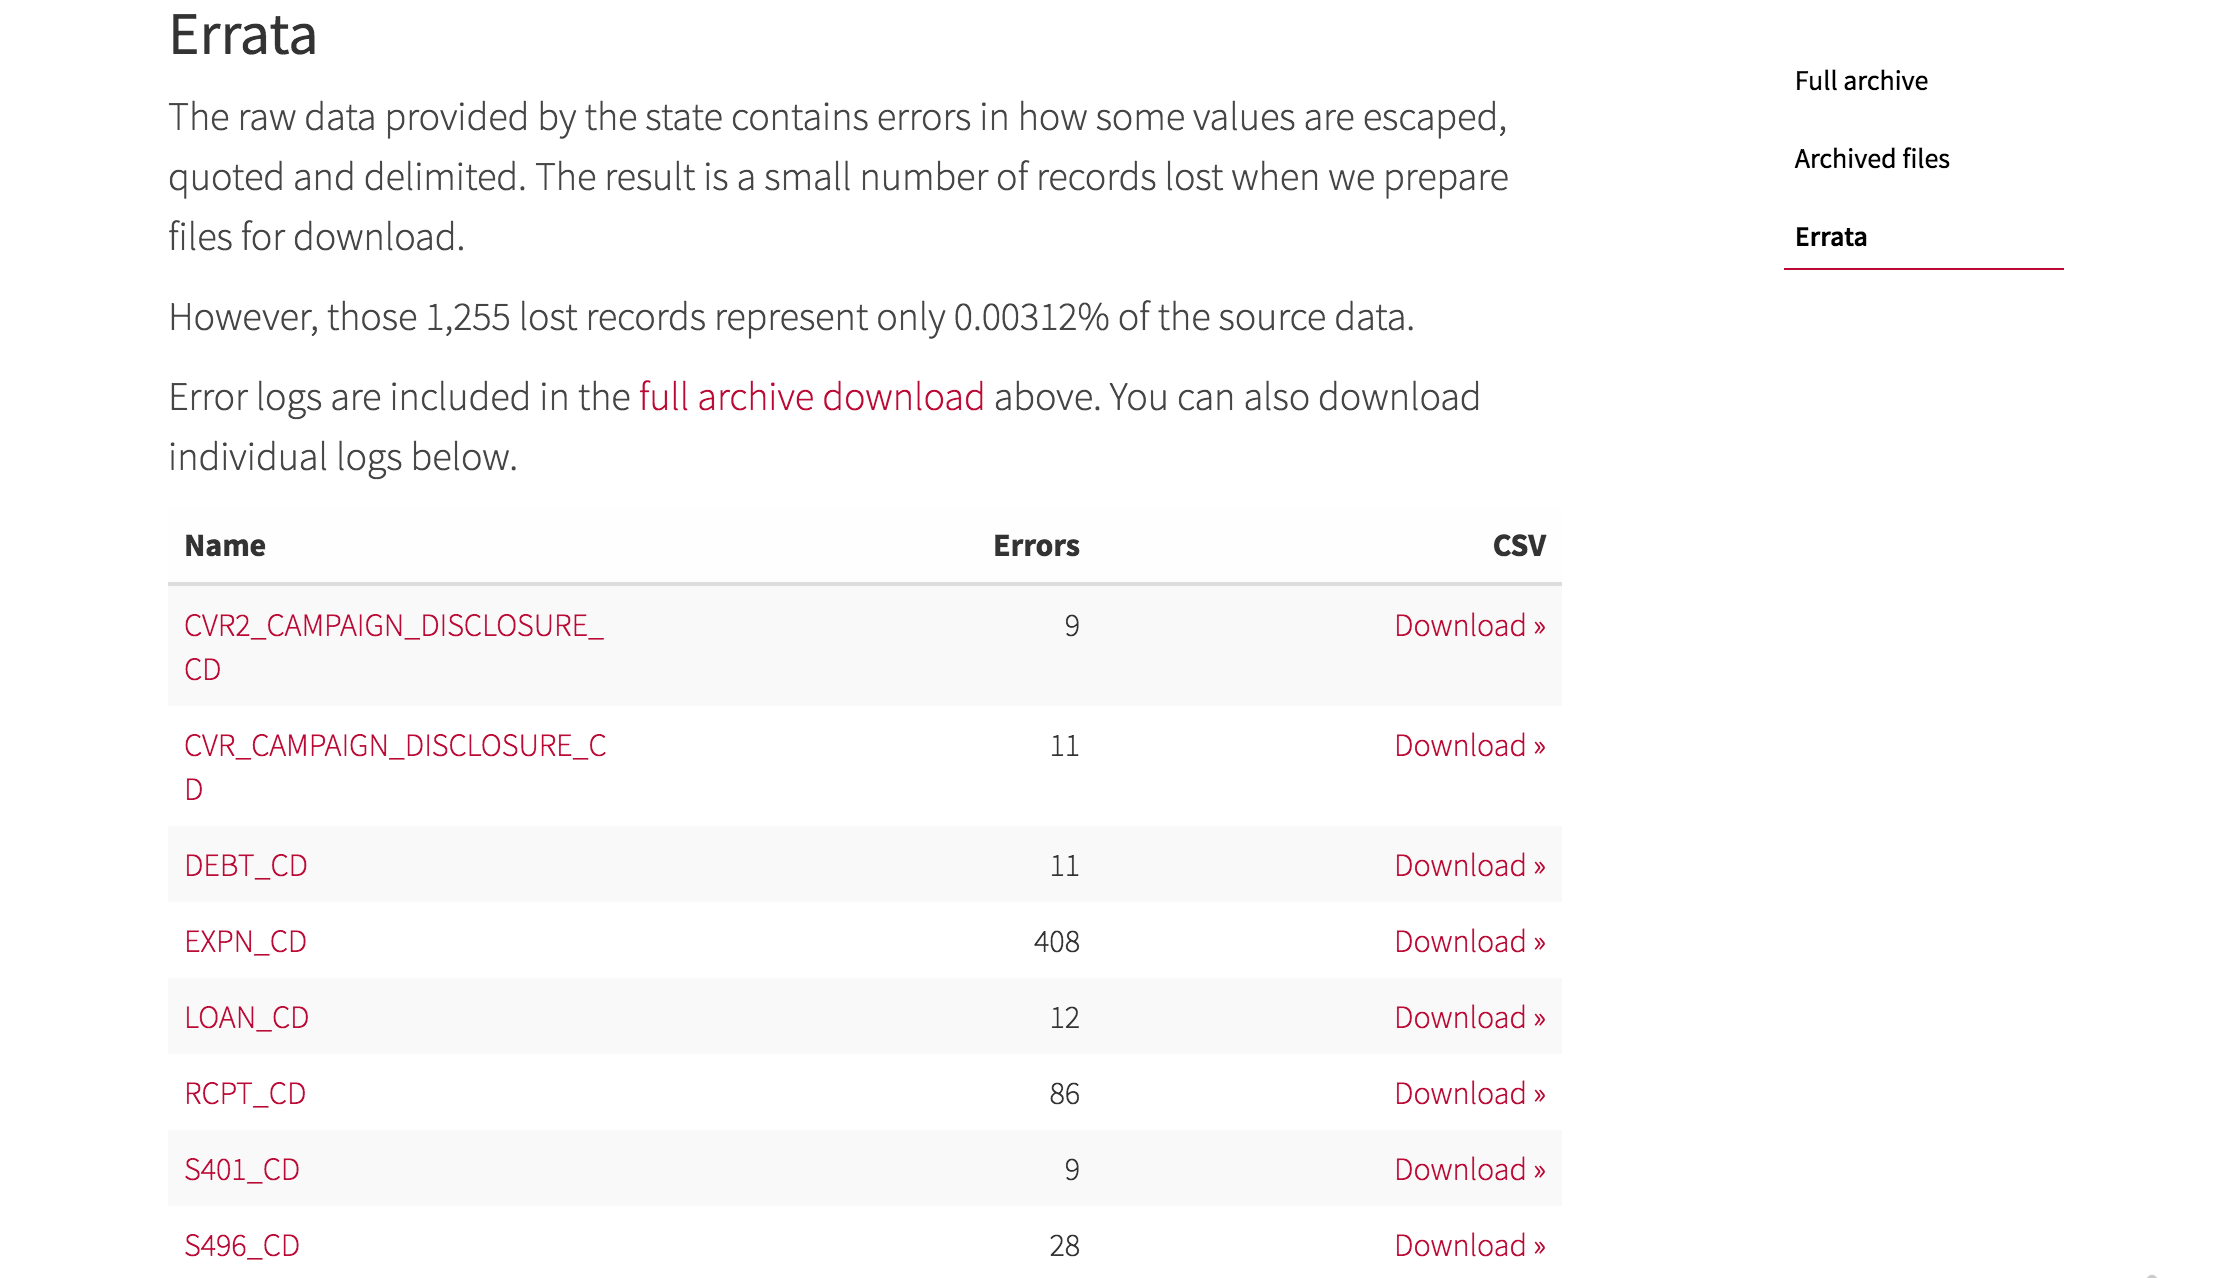 Errata
The raw data provided by the state contains errors in how some values are escaped,
quoted and delimited. The result is a small number of records lost when we prepare
files for download.
However, those 1,255 lost records represent only 0.00312% of the source data.
Error logs are included in the full archive download above. You can also download
individual logs below.
Name Errors CSV
CVR2_CAMPAIGN_DISCLOSURE_ 9 Download »
CD
CVR_CAMPAIGN_DISCLOSURE_C 11 Download »
D
DEBT_CD 11 Download »
EXPN_CD 408 Download »
LOAN_CD 12 Download »
RCPT_CD 86 Download »
S401_CD 9 Download »
S496_CD 28 Download »
Full archive
Archived files
Errata